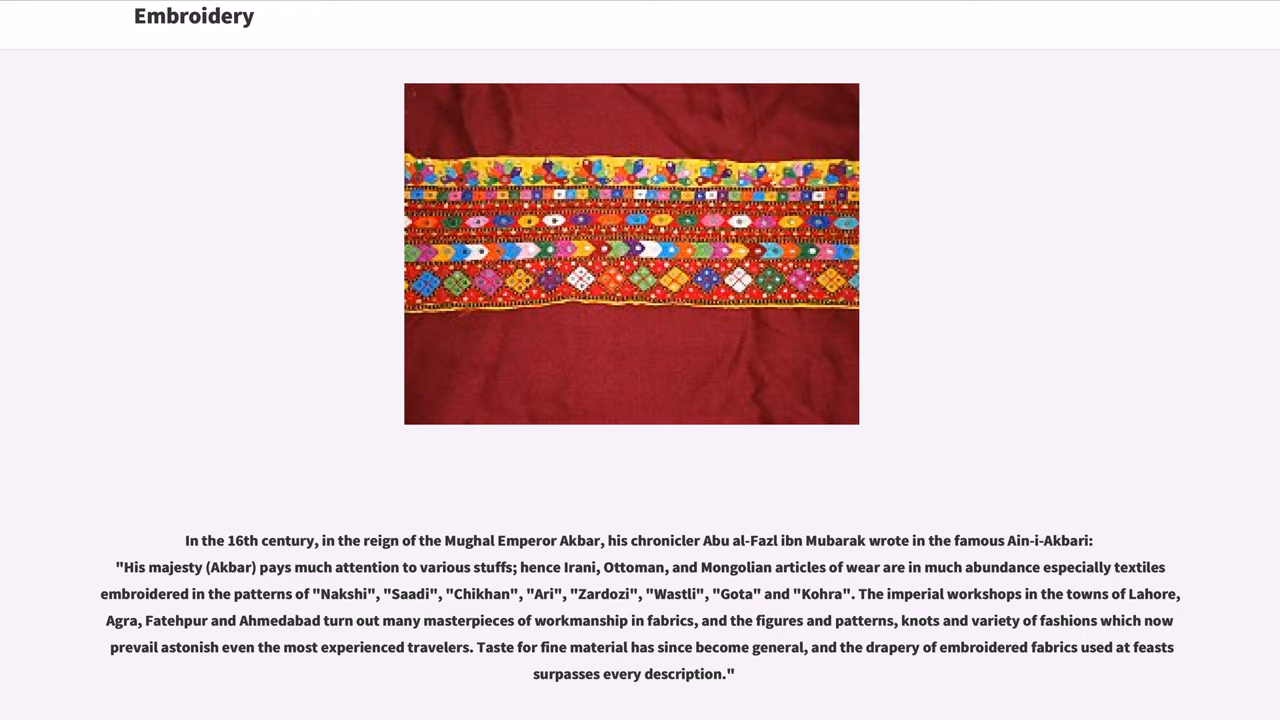 Embroidery
In the 16th century, in the reign of the Mughal Emperor Akbar, his chronicler Abu al-Fazl ibn Mubarak wrote in the famous Ain-i-Akbari:
"His majesty (Akbar) pays much attention to various stuffs; hence Irani, Ottoman, and Mongolian articles of wear are in much abundance especially textiles
embroidered in the patterns of "Nakshi", "Saadi", "Chikhan", "Ari", "Zardozi", "Wastli", "Gota" and "Kohra". The imperial workshops in the towns of Lahore,
Agra, Fatehpur and Ahmedabad turn out many masterpieces of workmanship in fabrics, and the figures and patterns, knots and variety of fashions which now
prevail astonish even the most experienced travelers. Taste for fine material has since become general, and the drapery of embroidered fabrics used at feasts
surpasses every description."